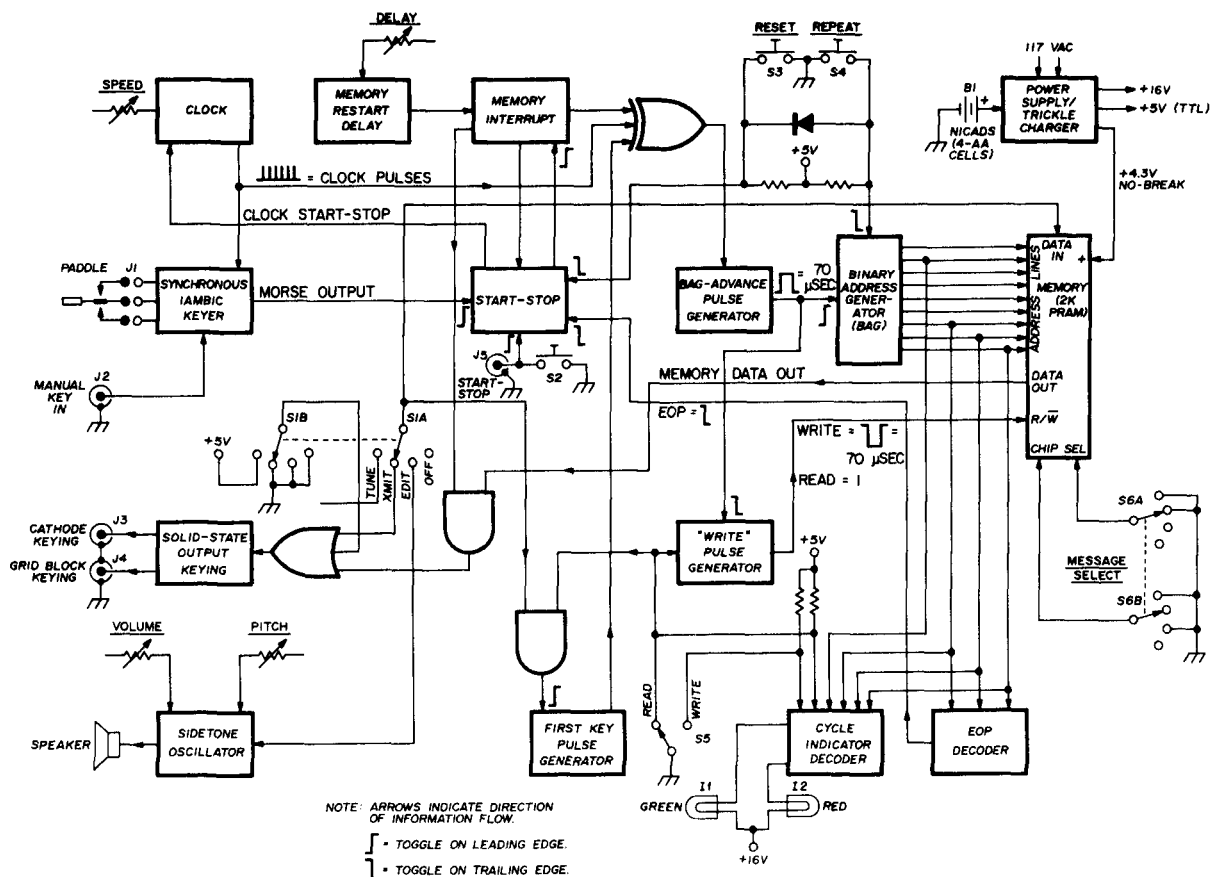 DELAY
RESET
REPEAT
S3
S4
117 VAC
SPEED
CLOCK
MEMORY
RESTART
DELAY
MEMORY
INTERRUPT
B1
+
NICADS
(4-AA
CELLS)
POWER
SUPPLY/
TRICKLE
CHARGER
+16V
+5V (TTL)
+5V
+4.3V
NO-BREAK
= CLOCK PULSES
CLOCK START-STOP
PADDLE
J1
SYNCHRONOUS
IAMBIC
KEYER
MORSE OUTPUT
START-STOP
BAG-ADVANCE
PULSE
GENERATOR
= 70
µSEC
BINARY
ADDRESS
GENER-
ATOR
(BAG)
DATA
IN
+
ADDRESS LINES
MEMORY
(2K
PRAM)
DATA
OUT
R/W̅
CHIP SEL
J2
MANUAL
KEY
IN
J5
START-
STOP
S2
MEMORY DATA OUT
EOP =
WRITE =
=
70 µSEC
READ = 1
S1B
S1A
+5V
TUNE
XMIT
EDIT
OFF
CATHODE
KEYING
J3
J4
GRID BLOCK
KEYING
SOLID-STATE
OUTPUT
KEYING
"WRITE"
PULSE
GENERATOR
+5V
S6A
MESSAGE
SELECT
S6B
VOLUME
PITCH
SPEAKER
SIDETONE
OSCILLATOR
FIRST KEY
PULSE
GENERATOR
READ
WRITE
S5
CYCLE
INDICATOR
DECODER
EOP
DECODER
I1
GREEN
I2
RED
+16V
NOTE: ARROWS INDICATE DIRECTION
OF INFORMATION FLOW.
= TOGGLE ON LEADING EDGE.
= TOGGLE ON TRAILING EDGE.